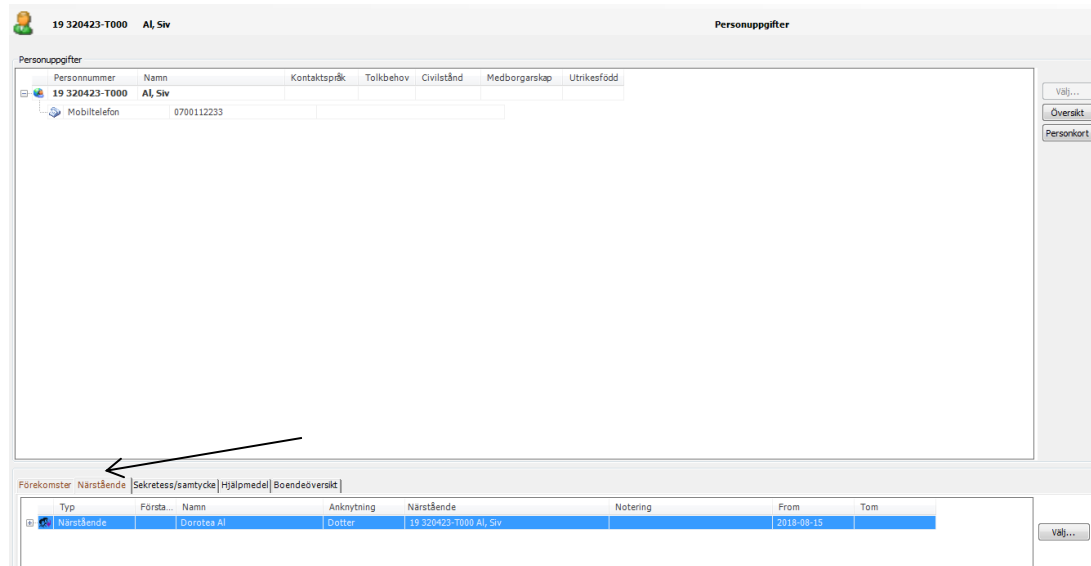 19 320423-T000 Al, Siv Personuppgifter
Personuppgifter
Personnummer Namn Kontaktspråk Tolkbehov Civilstånd Medborgarskap Utrikesfödd
19 320423-T000 Al, Siv
Välj...
Mobiltelefon 0700112233
Översikt
Personkort
Förekomster Närstående Sekretess/samtycke Hjälpmedel Boendeöversikt
Typ Första... Namn Anknytning Närstående Notering From Tom
Närstående Dorotea Al Dotter 19 320423-T000 Al, Siv 2018-08-15
Välj...